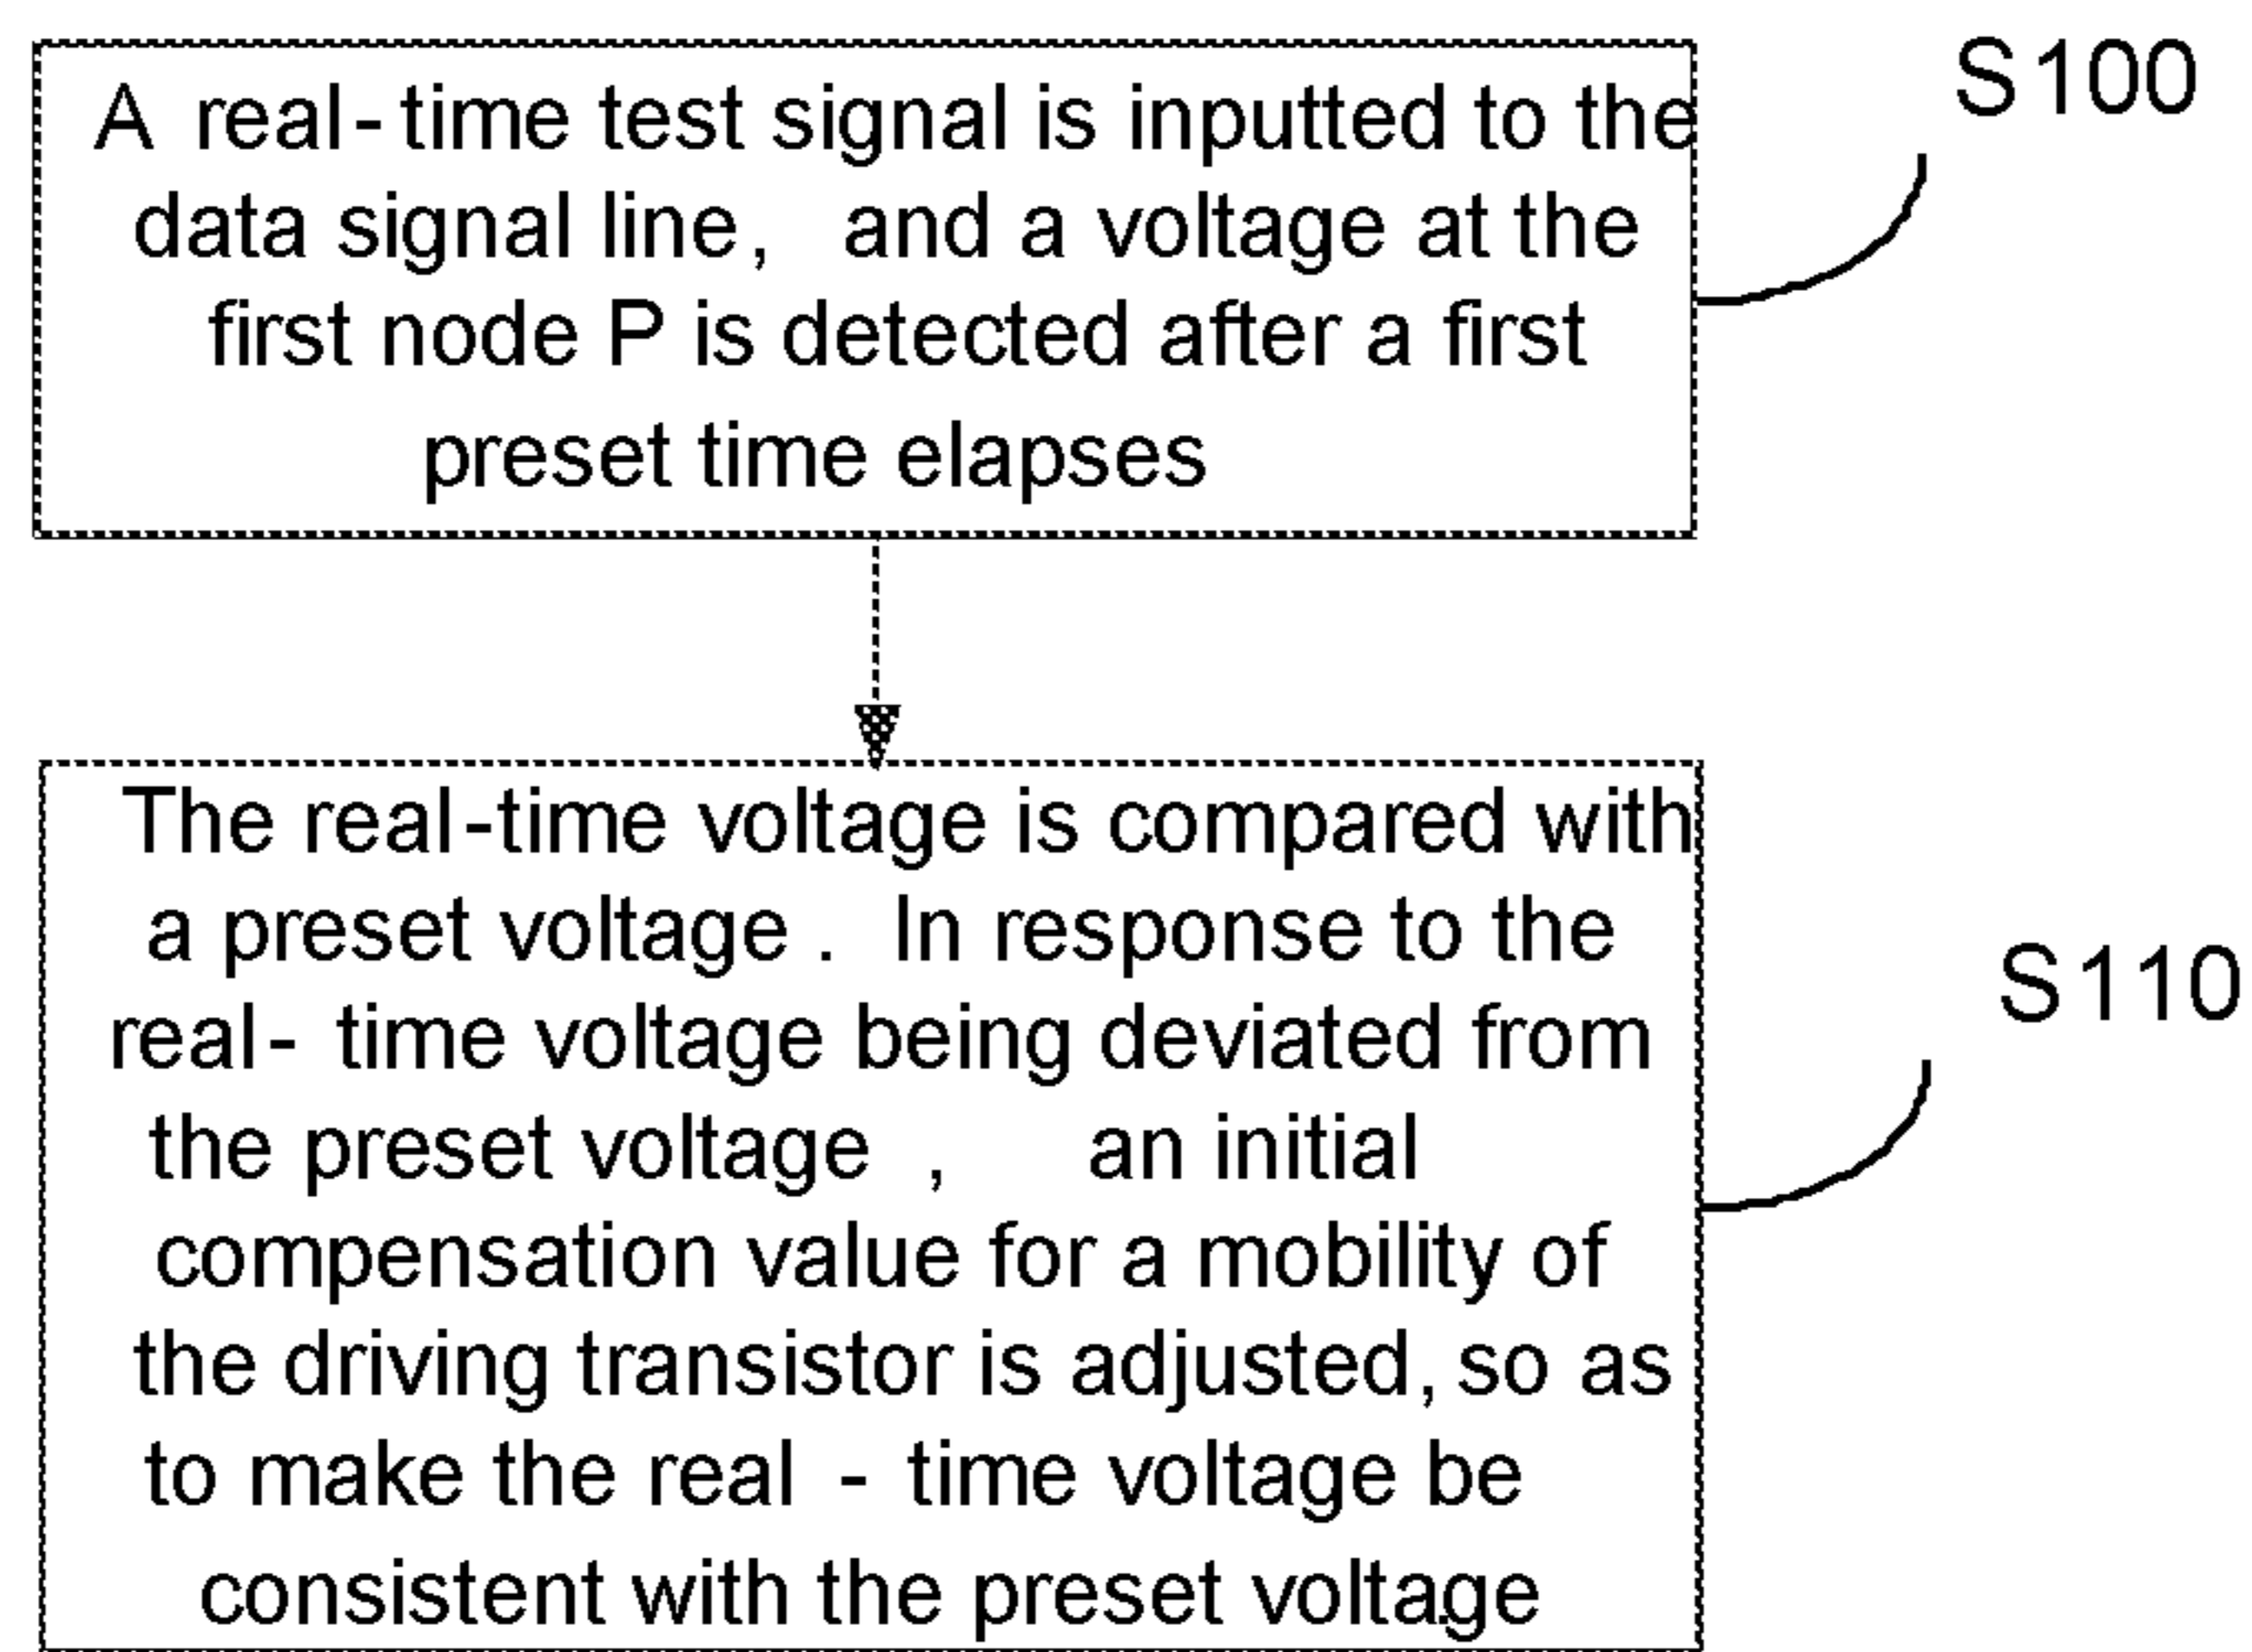 A real-time test signal is inputted to the
data signal line, and a voltage at the
first node P is detected after a first
preset time elapses
S100
The real-time voltage is compared with
a preset voltage . In response to the
real- time voltage being deviated from
the preset voltage , an initial
compensation value for a mobility of
the driving transistor is adjusted, so as
to make the real - time voltage be
consistent with the preset voltage.
S110